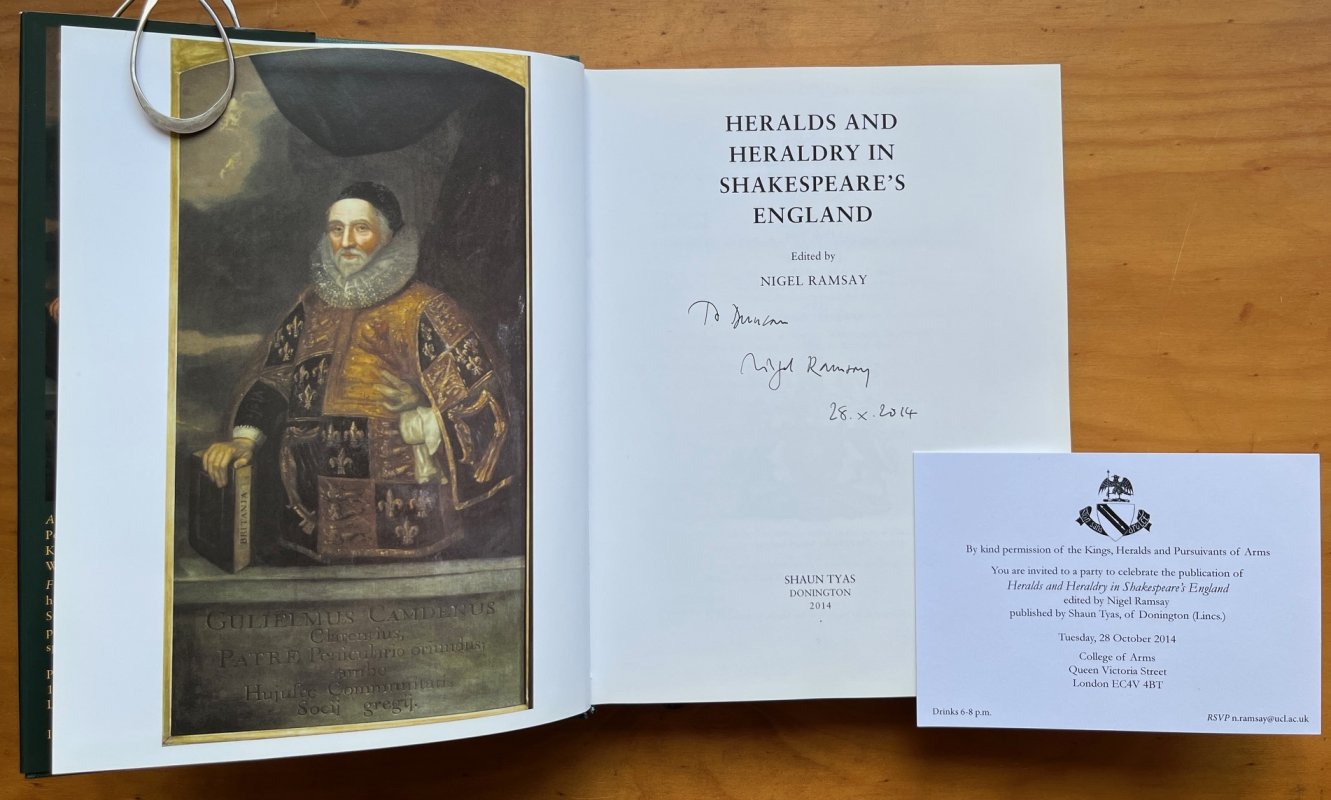 BRITANIA
GULIELMUS CAMDENUS
Clarentius,
PATRE Peniculario oriundus,
Hujusce Communitatis
Socij gregij.
HERALDS AND
HERALDRY IN
SHAKESPEARE'S
ENGLAND
Edited by
NIGEL RAMSAY
To Duncan
Nigel Ramsay
28.x.2014
SHAUN TYAS
DONINGTON
2014
By kind permission of the Kings, Heralds and Pursuivants of Arms
You are invited to a party to celebrate the publication of
Heralds and Heraldry in Shakespeare's England
edited by Nigel Ramsay
published by Shaun Tyas, of Donington (Lincs.)
Tuesday, 28 October 2014
College of Arms
Queen Victoria Street
London EC4V 4BT
Drinks 6-8 p.m.
RSVP n.ramsay@ucl.ac.uk